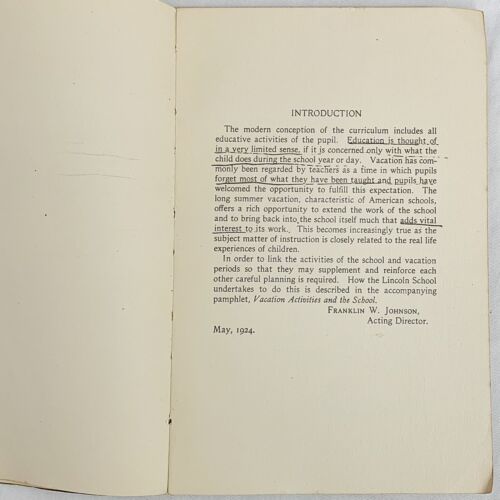 INTRODUCTION
The modern conception of the curriculum includes all
educative activities of the pupil. Education is thought of
in a very limited sense, if it is concerned only with what the
child does during the school year or day. Vacation has com-
monly been regarded by teachers as a time in which pupils
forget most of what they have been taught and pupils have
welcomed the opportunity to fulfill this expectation. The
long summer vacation, characteristic of American schools,
offers a rich opportunity to extend the work of the school
and to bring back into the school itself much that adds vital
interest to its work. This becomes increasingly true as the
subject matter of instruction is closely related to the real life
experiences of children.
In order to link the activities of the school and vacation
periods so that they may supplement and reinforce each
other careful planning is required. How the Lincoln School
undertakes to do this is described in the accompanying
pamphlet, Vacation Activities and the School.
FRANKLIN W. JOHNSON,
Acting Director.
May, 1924.